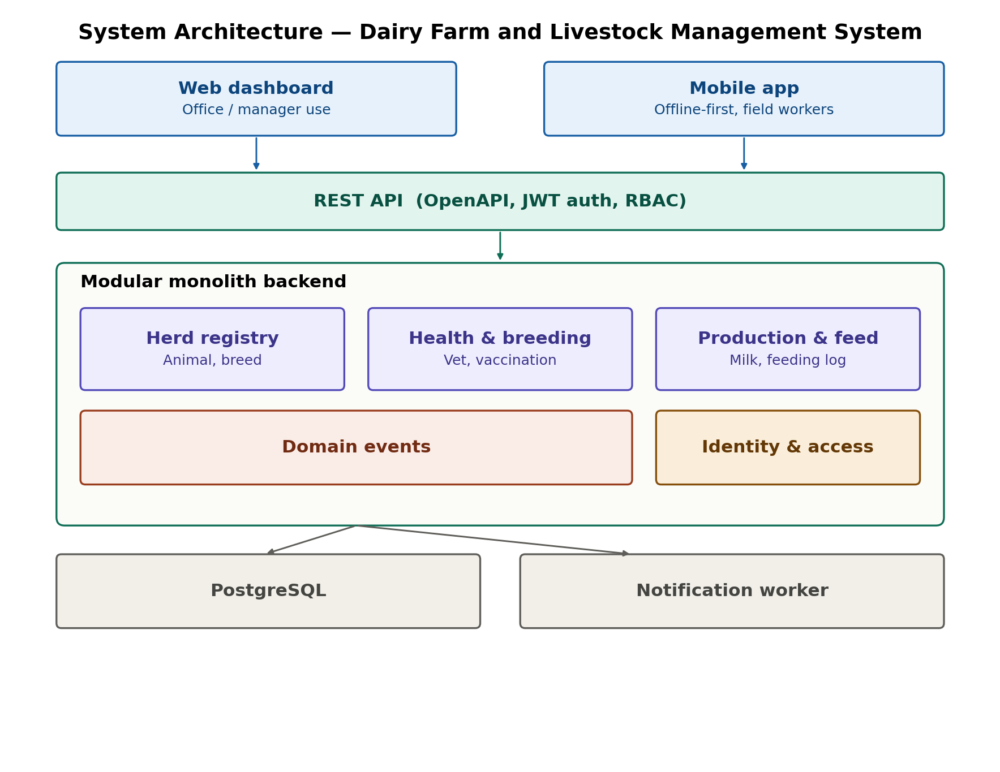 System Architecture — Dairy Farm and Livestock Management System
Web dashboard
Office / manager use
Mobile app
Offline-first, field workers
REST API  (OpenAPI, JWT auth, RBAC)
Modular monolith backend
Herd registry
Animal, breed
Health & breeding
Vet, vaccination
Production & feed
Milk, feeding log
Domain events
Identity & access
PostgreSQL
Notification worker